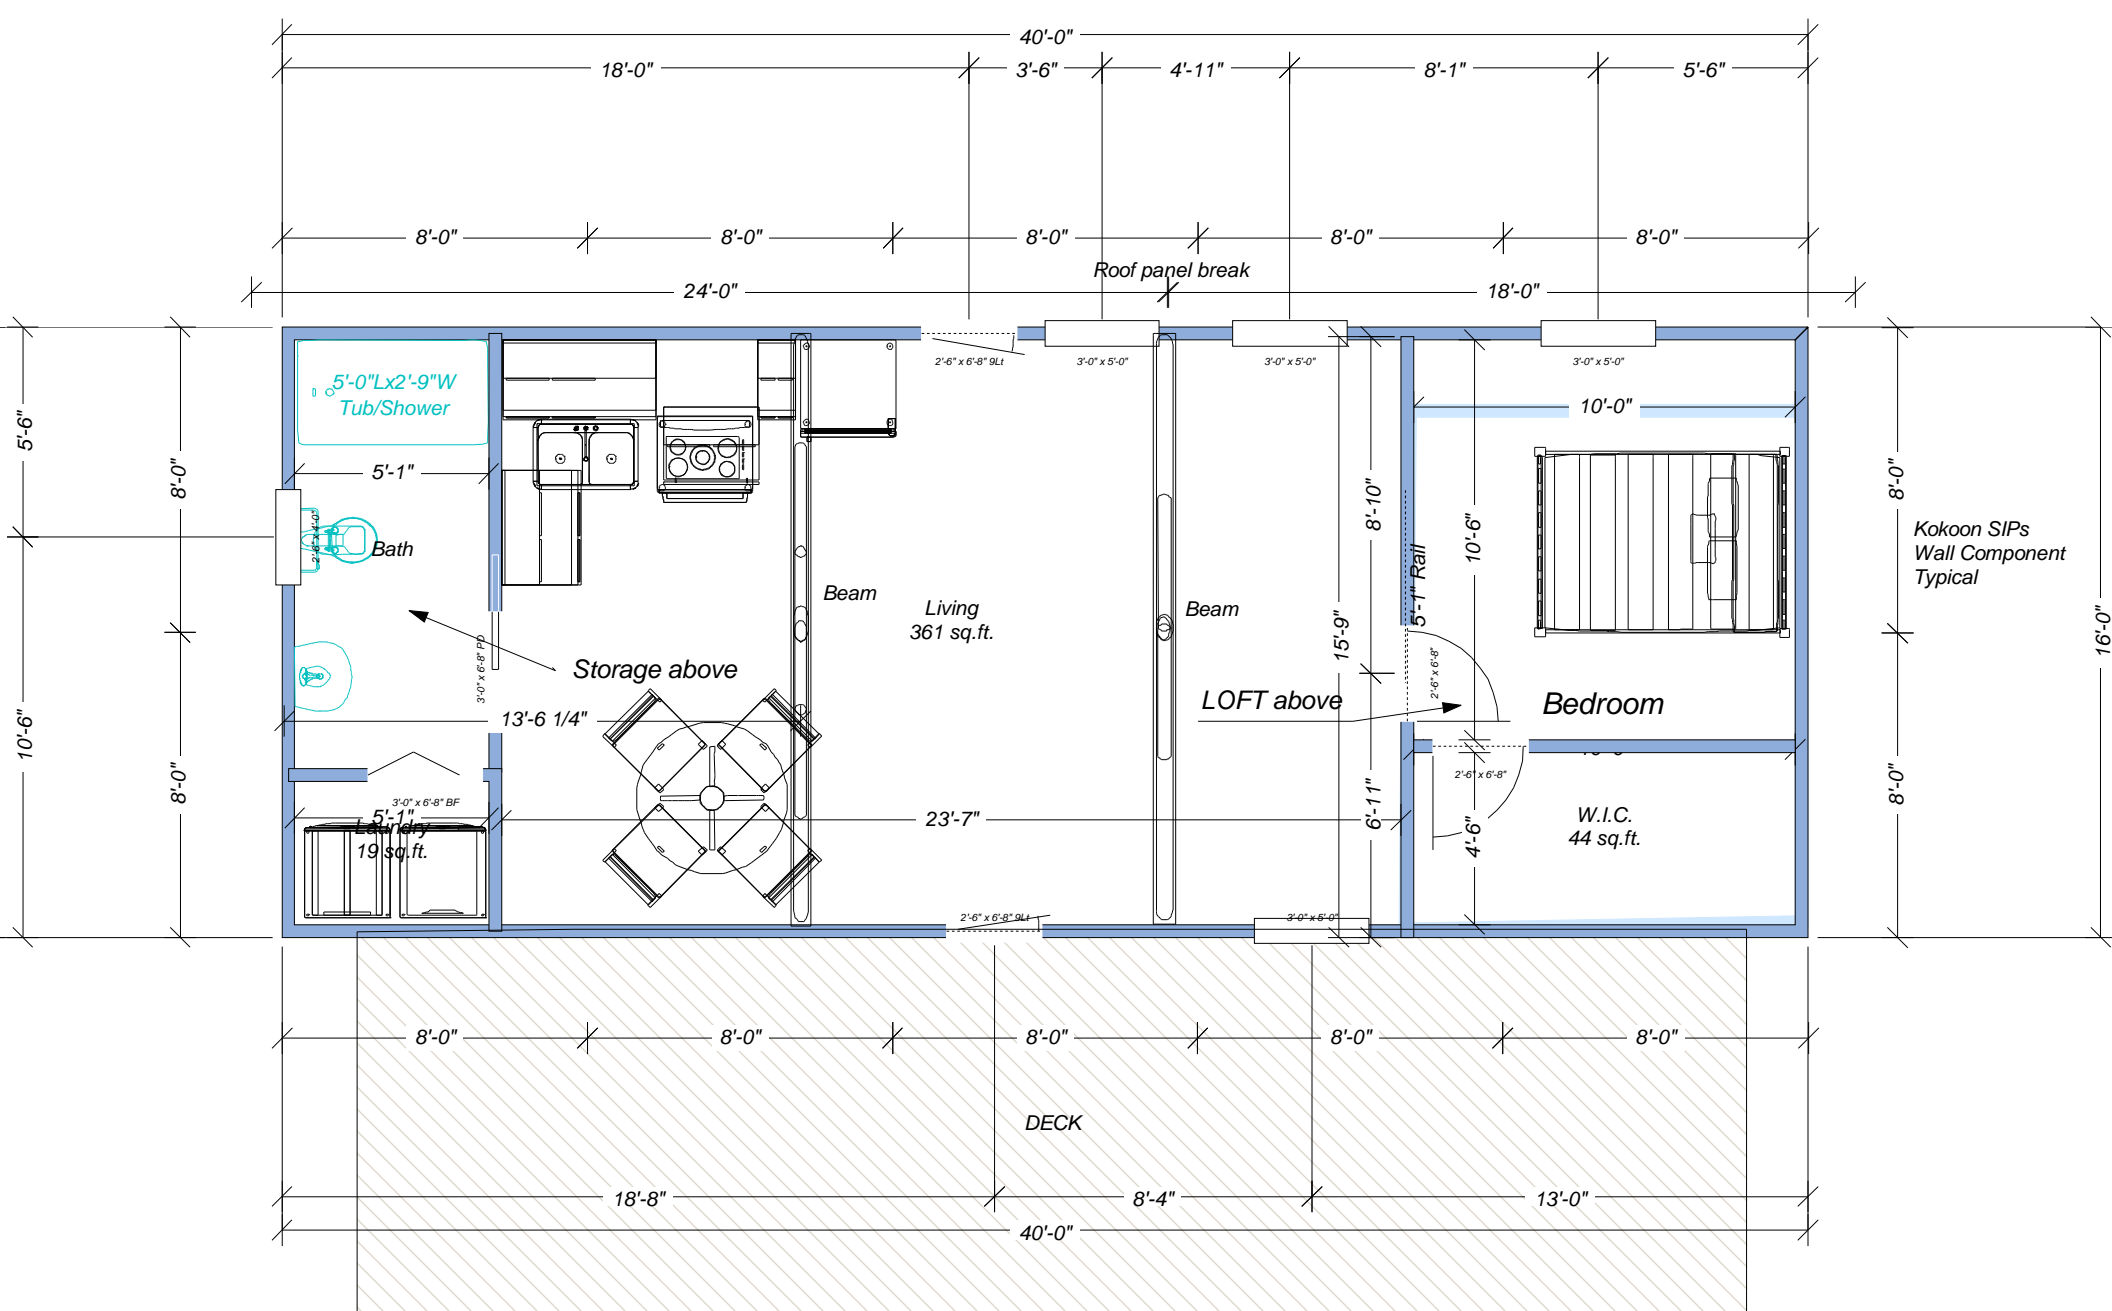 40'-0"
18'-0"
3'-6"
4'-11"
8'-1"
5'-6"
8'-0"
8'-0"
8'-0"
8'-0"
8'-0"
Roof panel break
24'-0"
18'-0"
2'-6" x 6'-8" 9Lt
3'-0" x 5'-0"
3'-0" x 5'-0"
3'-0" x 5'-0"
5'-0"Lx2'-9"W
Tub/Shower
10'-0"
5'-6"
8'-0"
5'-1"
8'-10"
8'-0"
10'-6"
2'-6" x 4'-0"
Bath
5'-1" Rail
Kokoon SIPs
Wall Component
Typical
Beam
Living
361 sq.ft.
Beam
15'-9"
16'-0"
3'-0" x 6'-8" PD
Storage above
2'-6" x 6'-8"
LOFT above
Bedroom
13'-6 1/4"
10'-6"
8'-0"
8'-0"
2'-6" x 6'-8"
3'-0" x 6'-8" BF
5'-1"
Laundry
19 sq.ft.
23'-7"
6'-11"
4'-6"
W.I.C.
44 sq.ft.
2'-6" x 6'-8" 9Lt
3'-0" x 5'-0"
8'-0"
8'-0"
8'-0"
8'-0"
8'-0"
DECK
18'-8"
8'-4"
13'-0"
40'-0"